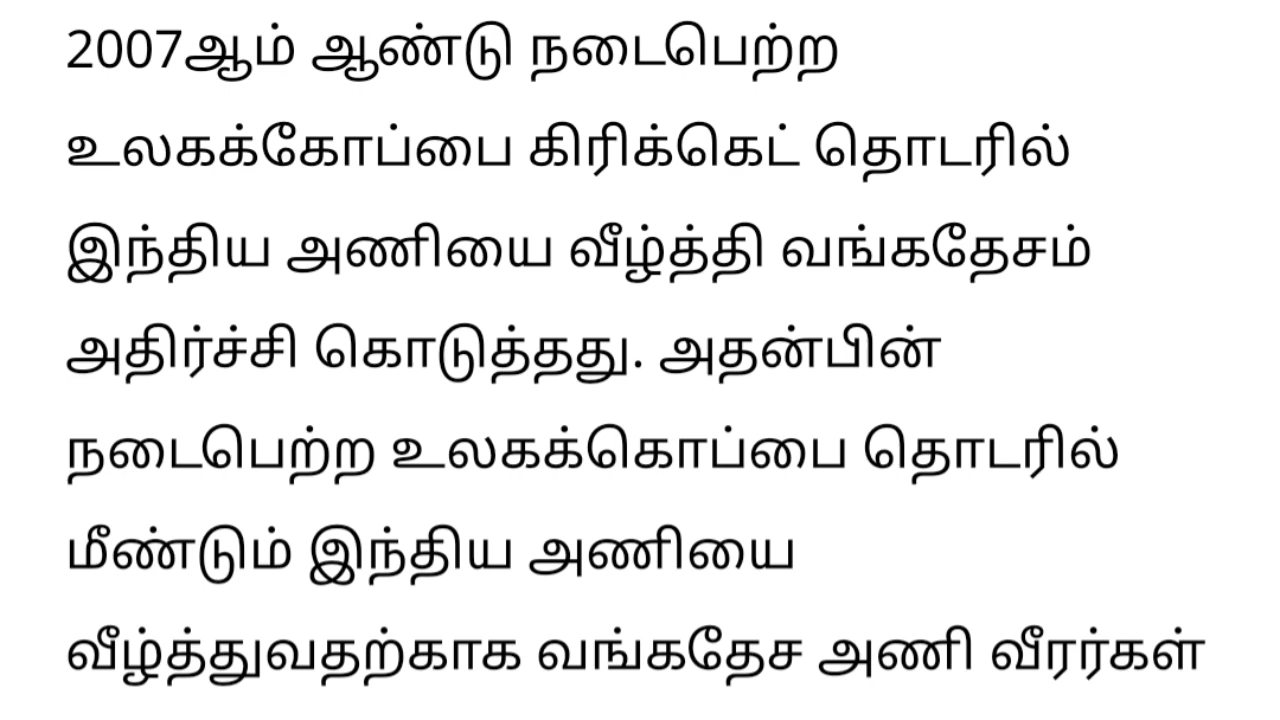 2007ஆம் ஆண்டு நடைபெற்ற
உலகக்கோப்பை கிரிக்கெட் தொடரில்
இந்திய அணியை வீழ்த்தி வங்கதேசம்
அதிர்ச்சி கொடுத்தது. அதன்பின்
நடைபெற்ற உலகக்கொப்பை தொடரில்
மீண்டும் இந்திய அணியை
வீழ்த்துவதற்காக வங்கதேச அணி வீரர்கள்